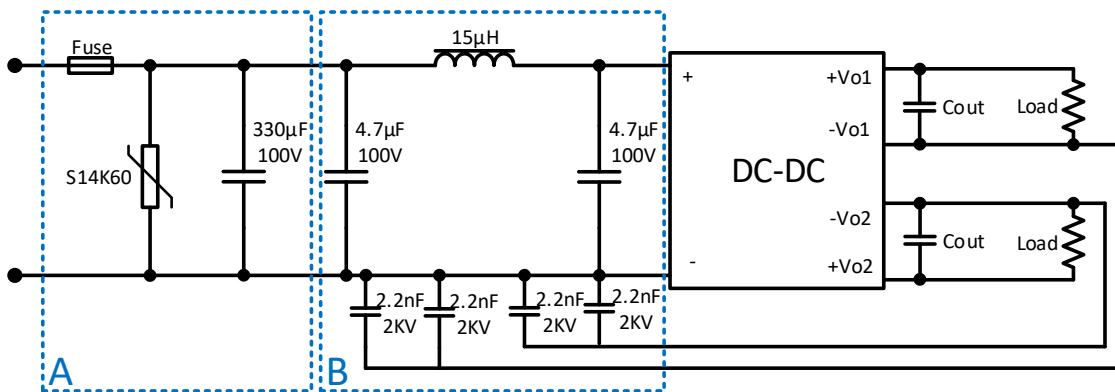 Fuse
S14K60
330μF
100V
A
4.7μF
100V
15μH
4.7μF
100V
2.2nF
2KV
2.2nF
2KV
2.2nF
2KV
2.2nF
2KV
B
+
-
DC-DC
+Vo1
-Vo1
-Vo2
+Vo2
Cout
Load
Cout
Load